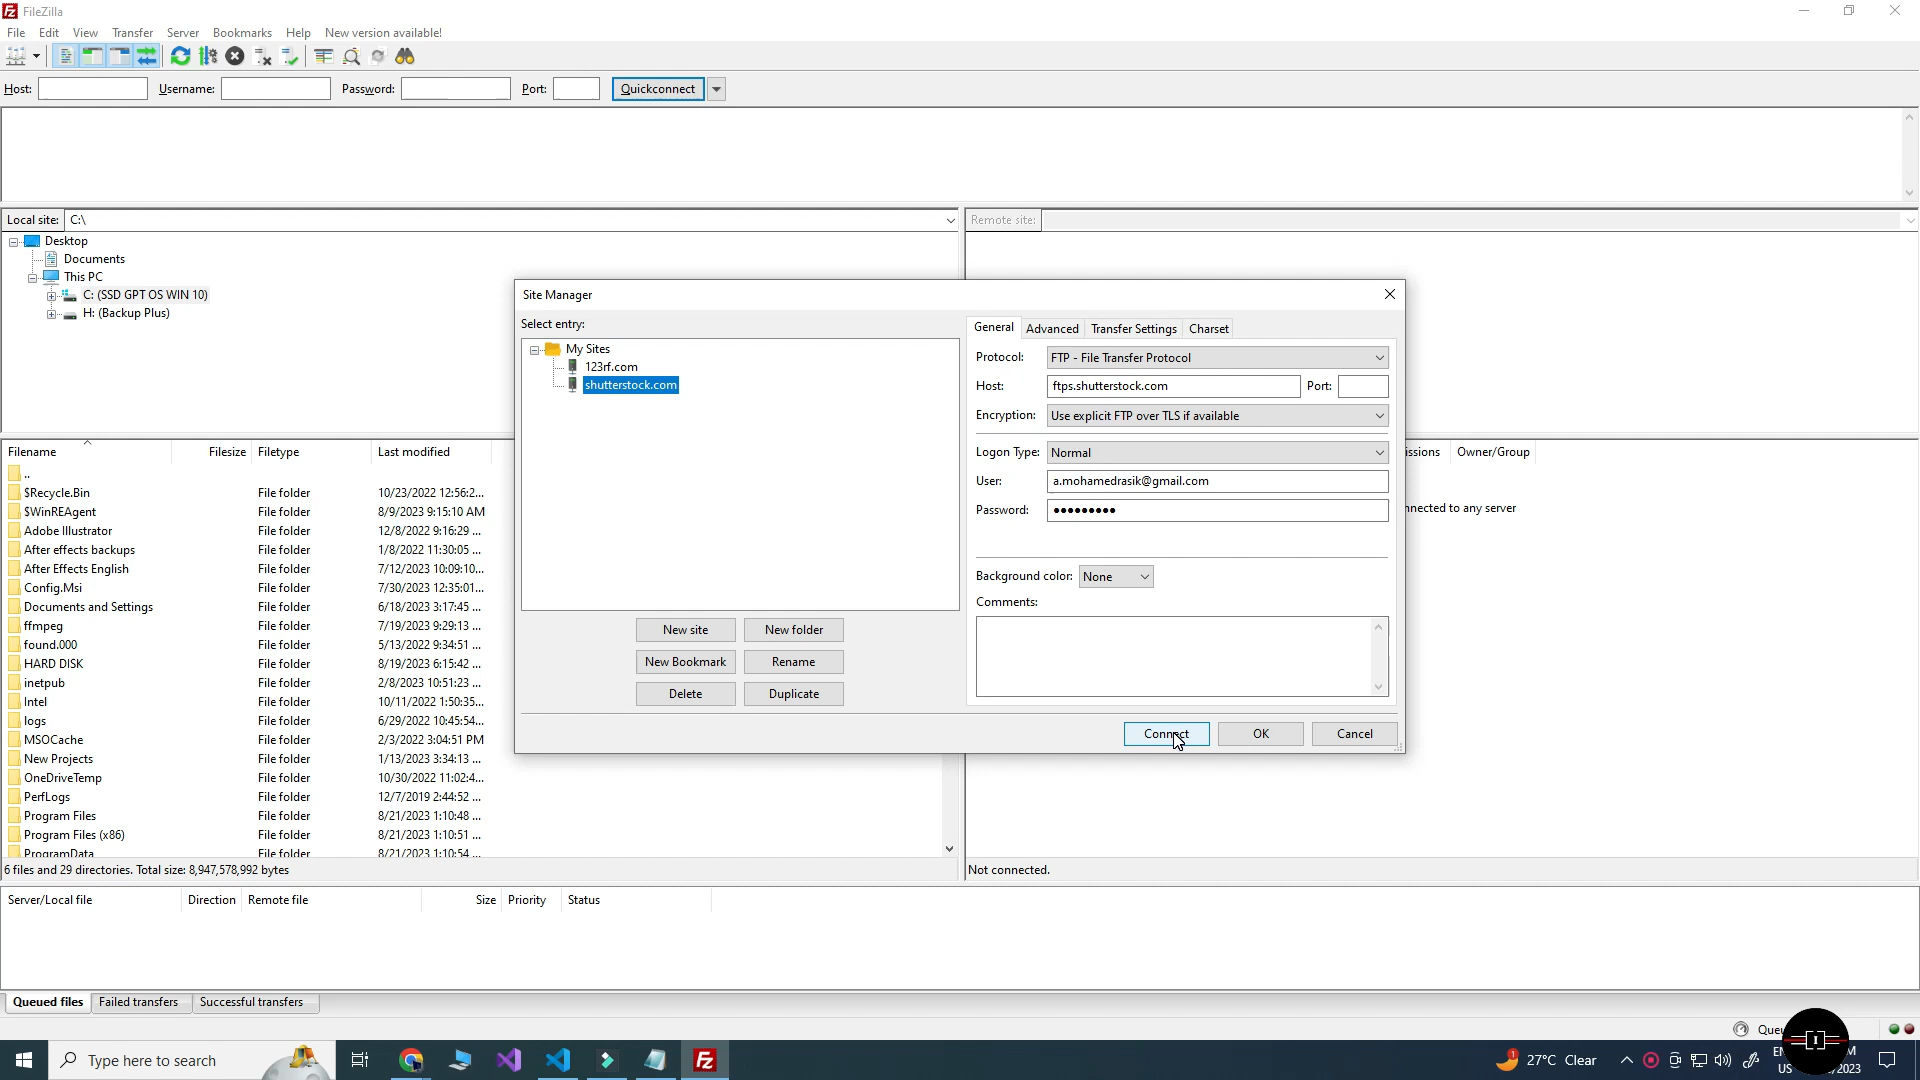 FileZilla
File Edit View Transfer Server Bookmarks Help New version available!
Host: Username: Password: Port: Quickconnect
Local site: C:\
Remote site:
Desktop
Documents
This PC
C: (SSD GPT OS WIN 10)
H: (Backup Plus)
Filename Filesize Filetype Last modified
..
$Recycle.Bin File folder 10/23/2022 12:56:2...
$WinREAgent File folder 8/9/2023 9:15:10 AM
Adobe Illustrator File folder 12/8/2022 9:16:29 ...
After effects backups File folder 1/8/2022 11:30:05 ...
After Effects English File folder 7/12/2023 10:09:10...
Config.Msi File folder 7/30/2023 12:35:01...
Documents and Settings File folder 6/18/2023 3:17:45 ...
ffmpeg File folder 7/19/2023 9:29:13 ...
found.000 File folder 5/13/2022 9:34:51 ...
HARD DISK File folder 8/19/2023 6:15:42 ...
inetpub File folder 2/8/2023 10:51:23 ...
Intel File folder 10/11/2022 1:50:35...
logs File folder 6/29/2022 10:45:54...
MSOCache File folder 2/3/2022 3:04:51 PM
New Projects File folder 1/13/2023 3:34:13 ...
OneDriveTemp File folder 10/30/2022 11:02:4...
PerfLogs File folder 12/7/2019 2:44:52 ...
Program Files File folder 8/21/2023 1:10:48 ...
Program Files (x86) File folder 8/21/2023 1:10:51 ...
ProgramData File folder 8/21/2023 1:10:54 ...
6 files and 29 directories. Total size: 8,947,578,992 bytes
Site Manager
Select entry:
My Sites
123rf.com
shutterstock.com
New site New folder
New Bookmark Rename
Delete Duplicate
General Advanced Transfer Settings Charset
Protocol: FTP - File Transfer Protocol
Host: ftps.shutterstock.com Port:
Encryption: Use explicit FTP over TLS if available
Logon Type: Normal
User: a.mohamedrasik@gmail.com
Password: •••••••••
Background color: None
Comments:
Connect OK Cancel
issions Owner/Group
nnected to any server
Not connected.
Server/Local file Direction Remote file Size Priority Status
Queued files Failed transfers Successful transfers
Type here to search
27°C Clear